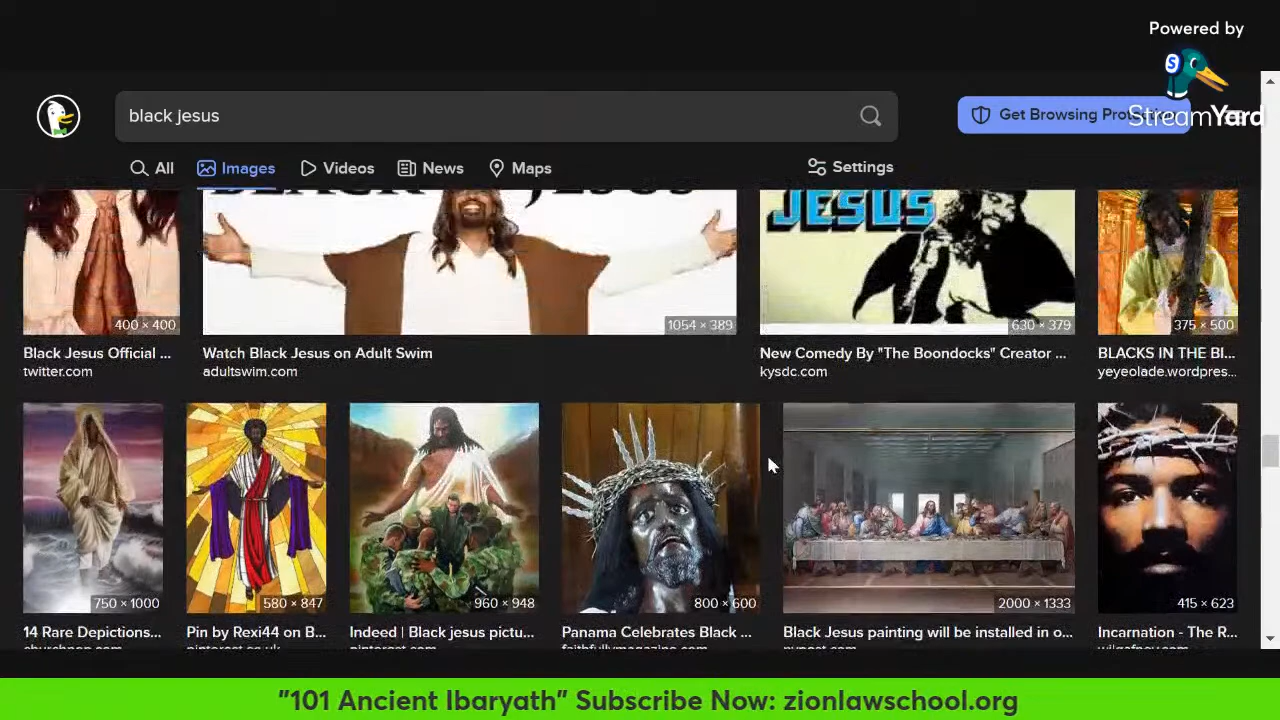 Powered by
StreamYard
black jesus
Get Browsing
All
Images
Videos
News
Maps
Settings
JESUS
JESUS
400 × 400
1054 × 389
630 × 379
375 × 500
Black Jesus Official ...
Watch Black Jesus on Adult Swim
New Comedy By "The Boondocks" Creator ...
BLACKS IN THE BI...
twitter.com
adultswim.com
kysdc.com
yeyeolade.wordpres...
750 × 1000
580 × 847
960 × 948
800 × 600
2000 × 1333
415 × 623
14 Rare Depictions...
Pin by Rexi44 on B...
Indeed | Black jesus pictu...
Panama Celebrates Black ...
Black Jesus painting will be installed in o...
Incarnation - The R...
"101 Ancient Ibaryath" Subscribe Now: zionlawschool.org